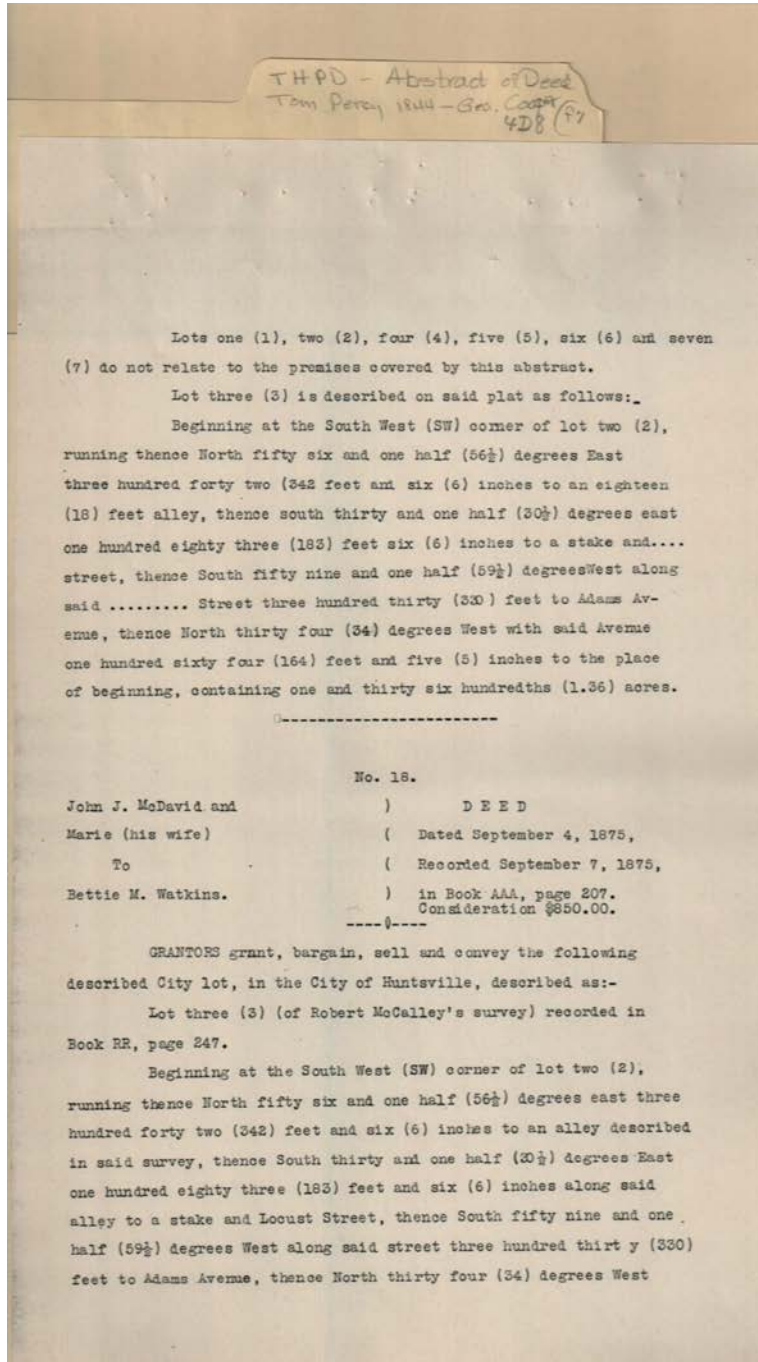 THPD - Abstract of Deed
Tom Percy 1844 - Geo. Cooper
4D8 (P7
Lots one (1), two (2), four (4), five (5), six (6) and seven
(7) do not relate to the premises covered by this abstract.
Lot three (3) is described on said plat as follows:_
Beginning at the South West (SW) corner of lot two (2),
running thence North fifty six and one half (56½) degrees East
three hundred forty two (342 feet and six (6) inches to an eighteen
(18) feet alley, thence south thirty and one half (30½) degrees east
one hundred eighty three (183) feet six (6) inches to a stake and....
street, thence South fifty nine and one half (59½) degreesWest along
said ......... Street three hundred thirty (330) feet to Adams Av-
enue, thence North thirty four (34) degrees West with said Avenue
one hundred sixty four (164) feet and five (5) inches to the place
of beginning, containing one and thirty six hundredths (1.36) acres.
------------------------
No. 18.
John J. McDavid and ) D E E D
Marie (his wife) ( Dated September 4, 1875,
To ( Recorded September 7, 1875,
Bettie M. Watkins. ) in Book AAA, page 207.
Consideration $850.00.
----0----
GRANTORS grant, bargain, sell and convey the following
described City lot, in the City of Huntsville, described as:-
Lot three (3) (of Robert McCalley's survey) recorded in
Book RR, page 247.
Beginning at the South West (SW) corner of lot two (2),
running thence North fifty six and one half (56½) degrees east three
hundred forty two (342) feet and six (6) inches to an alley described
in said survey, thence South thirty and one half (30½) degrees East
one hundred eighty three (183) feet and six (6) inches along said
alley to a stake and Locust Street, thence South fifty nine and one
half (59½) degrees West along said street three hundred thirt y (330)
feet to Adams Avenue, thence North thirty four (34) degrees West